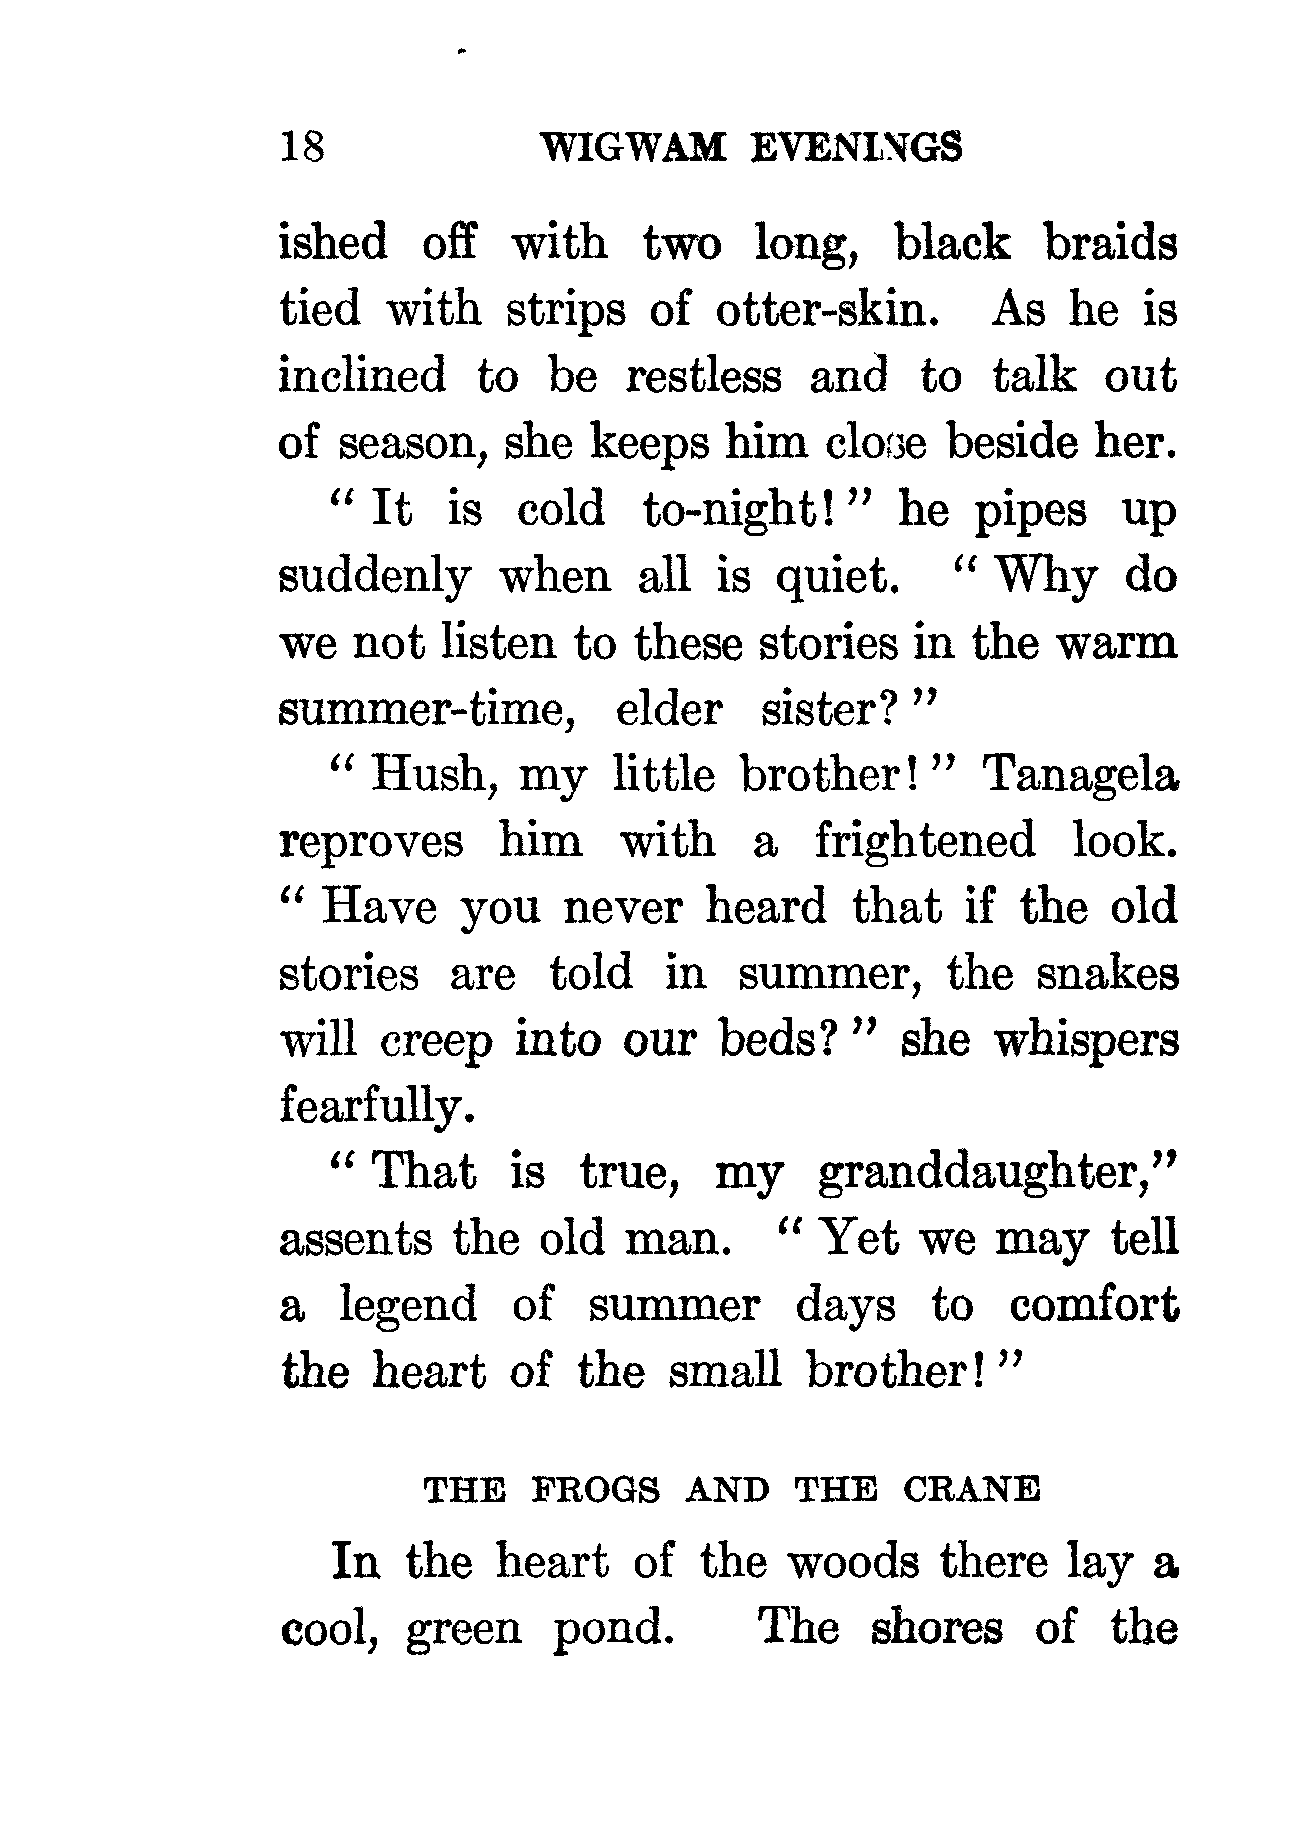 18 WIGWAM EVENINGS
ished off with two long, black braids
tied with strips of otter-skin. As he is
inclined to be restless and to talk out
of season, she keeps him close beside her.
" It is cold to-night! " he pipes up
suddenly when all is quiet. " Why do
we not listen to these stories in the warm
summer-time, elder sister? "
" Hush, my little brother! " Tanagela
reproves him with a frightened look.
" Have you never heard that if the old
stories are told in summer, the snakes
will creep into our beds? " she whispers
fearfully.
" That is true, my granddaughter,"
assents the old man. " Yet we may tell
a legend of summer days to comfort
the heart of the small brother! "
THE FROGS AND THE CRANE
In the heart of the woods there lay a
cool, green pond. The shores of the